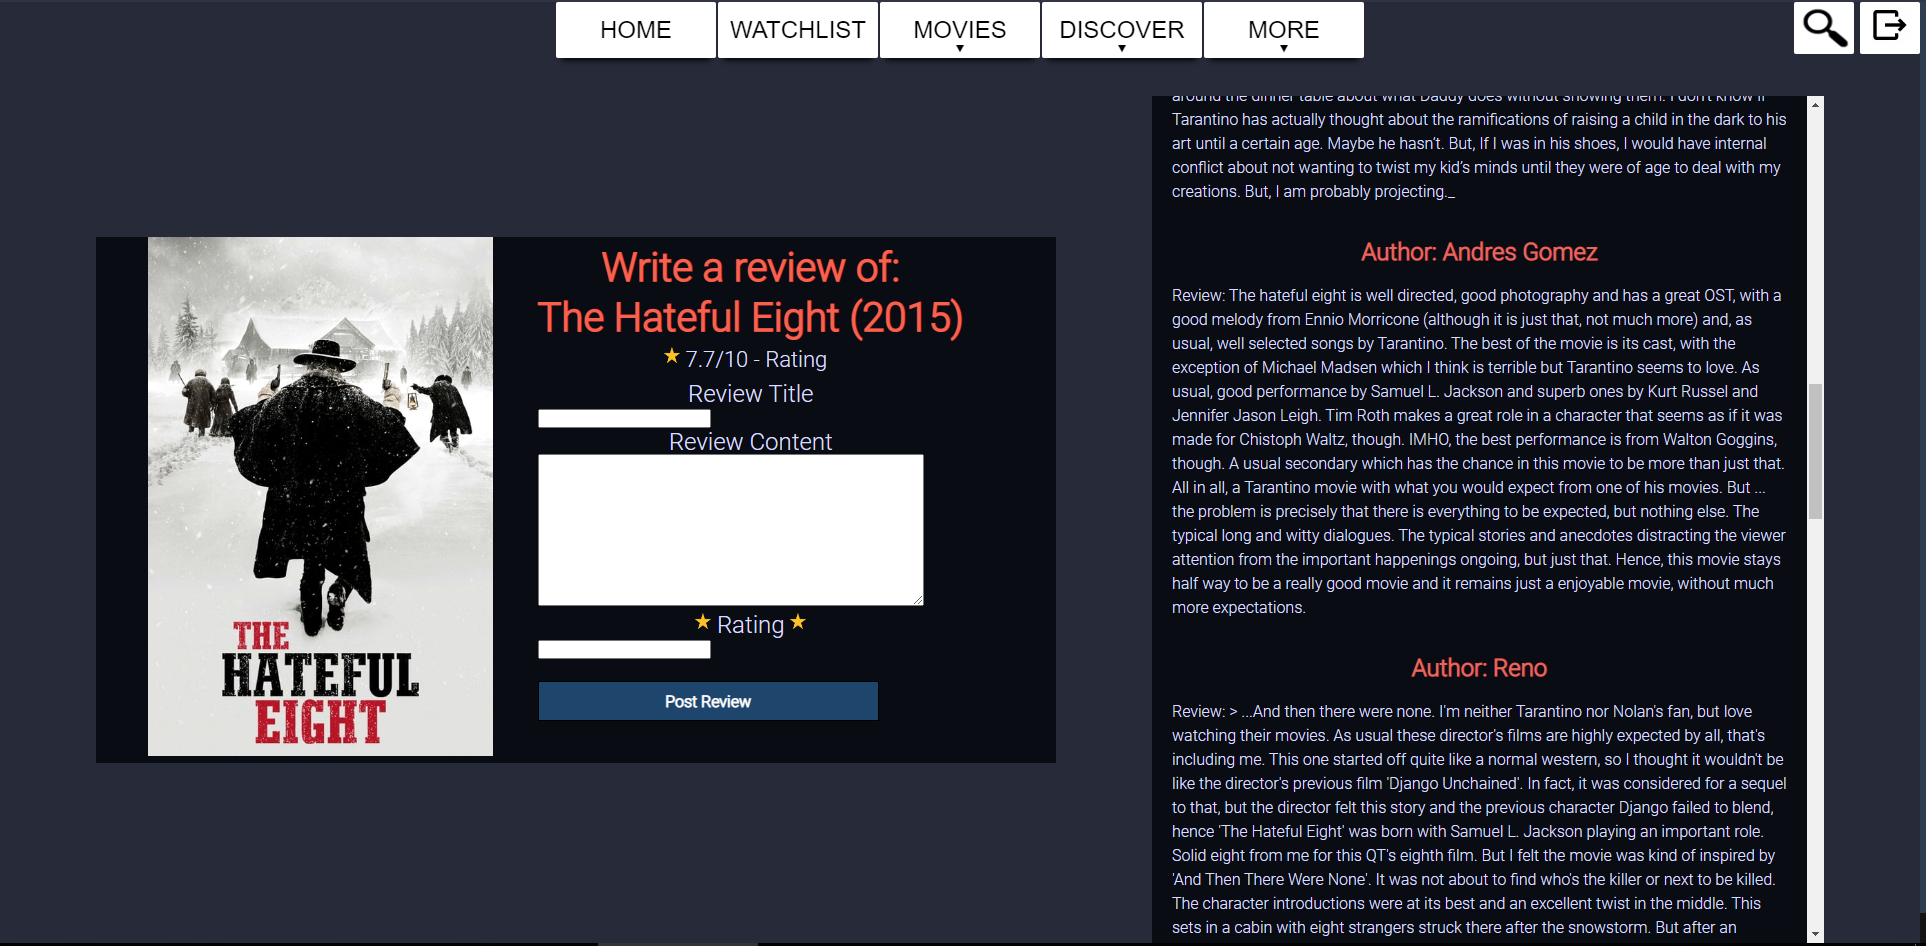 HOME
WATCHLIST
MOVIES
DISCOVER
MORE
Write a review of:
The Hateful Eight (2015)
7.7/10 - Rating
Review Title
Review Content
Rating
Post Review
THE
HATEFUL
EIGHT
around the dinner table about what Daddy does without showing them. I don't know if
Tarantino has actually thought about the ramifications of raising a child in the dark to his
art until a certain age. Maybe he hasn't. But, If I was in his shoes, I would have internal
conflict about not wanting to twist my kid's minds until they were of age to deal with my
creations. But, I am probably projecting._
Author: Andres Gomez
Review: The hateful eight is well directed, good photography and has a great OST, with a
good melody from Ennio Morricone (although it is just that, not much more) and, as
usual, well selected songs by Tarantino. The best of the movie is its cast, with the
exception of Michael Madsen which I think is terrible but Tarantino seems to love. As
usual, good performance by Samuel L. Jackson and superb ones by Kurt Russel and
Jennifer Jason Leigh. Tim Roth makes a great role in a character that seems as if it was
made for Chistoph Waltz, though. IMHO, the best performance is from Walton Goggins,
though. A usual secondary which has the chance in this movie to be more than just that.
All in all, a Tarantino movie with what you would expect from one of his movies. But ...
the problem is precisely that there is everything to be expected, but nothing else. The
typical long and witty dialogues. The typical stories and anecdotes distracting the viewer
attention from the important happenings ongoing, but just that. Hence, this movie stays
half way to be a really good movie and it remains just a enjoyable movie, without much
more expectations.
Author: Reno
Review: > ...And then there were none. I'm neither Tarantino nor Nolan's fan, but love
watching their movies. As usual these director's films are highly expected by all, that's
including me. This one started off quite like a normal western, so I thought it wouldn't be
like the director's previous film 'Django Unchained'. In fact, it was considered for a sequel
to that, but the director felt this story and the previous character Django failed to blend,
hence 'The Hateful Eight' was born with Samuel L. Jackson playing an important role.
Solid eight from me for this QT's eighth film. But I felt the movie was kind of inspired by
'And Then There Were None'. It was not about to find who's the killer or next to be killed.
The character introductions were at its best and an excellent twist in the middle. This
sets in a cabin with eight strangers struck there after the snowstorm. But after an